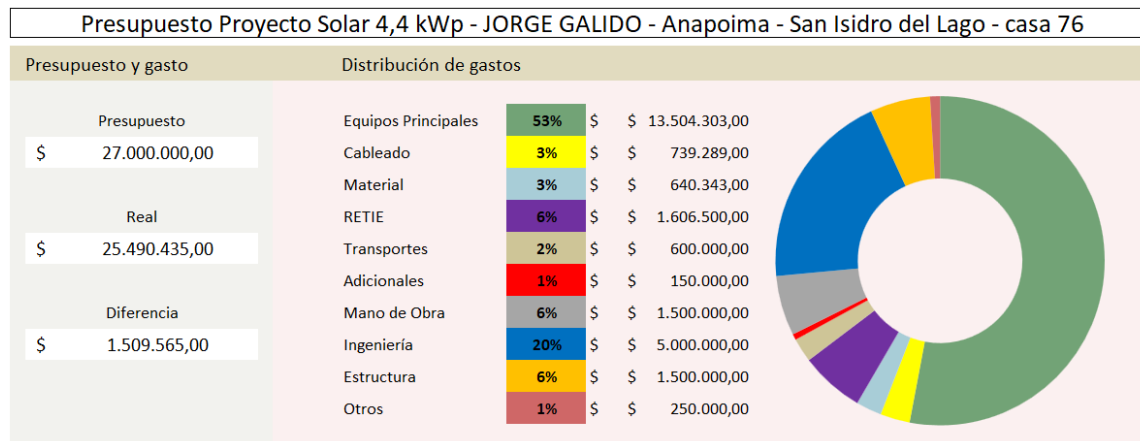 Presupuesto Proyecto Solar 4,4 kWp - JORGE GALIDO - Anapoima - San Isidro del Lago - casa 76
Presupuesto y gasto
Distribución de gastos
Presupuesto
$ 27.000.000,00
Real
$ 25.490.435,00
Diferencia
$ 1.509.565,00
Equipos Principales 53% $ $ 13.504.303,00
Cableado 3% $ $ 739.289,00
Material 3% $ $ 640.343,00
RETIE 6% $ $ 1.606.500,00
Transportes 2% $ $ 600.000,00
Adicionales 1% $ $ 150.000,00
Mano de Obra 6% $ $ 1.500.000,00
Ingeniería 20% $ $ 5.000.000,00
Estructura 6% $ $ 1.500.000,00
Otros 1% $ $ 250.000,00